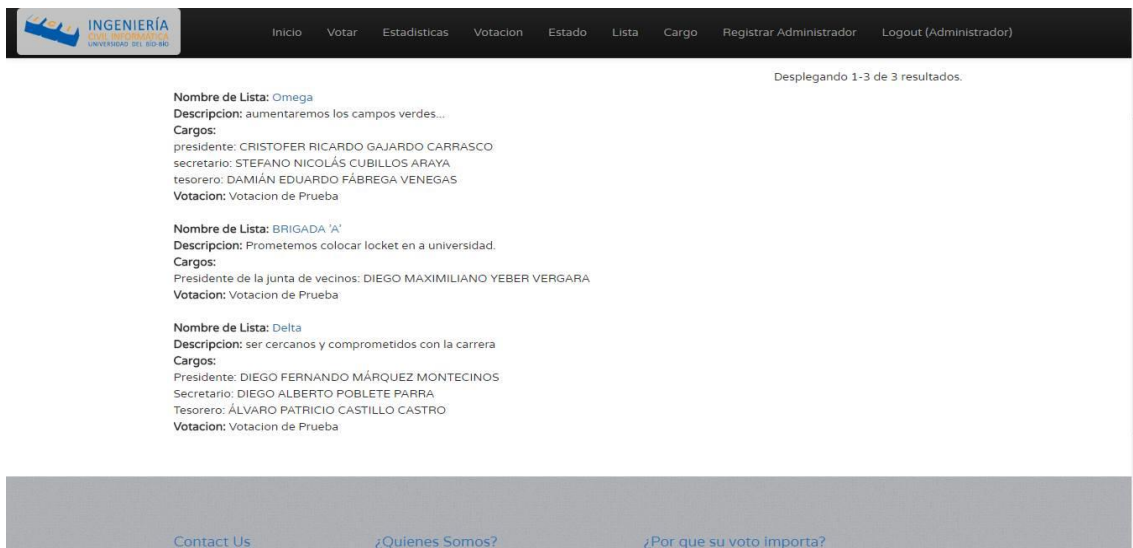 INGENIERÍA
CIVIL INFORMÁTICA
UNIVERSIDAD DEL BÍO-BÍO
Inicio Votar Estadisticas Votacion Estado Lista Cargo Registrar Administrador Logout (Administrador)
Desplegando 1-3 de 3 resultados.
Nombre de Lista: Omega
Descripcion: aumentaremos los campos verdes...
Cargos:
presidente: CRISTOFER RICARDO GAJARDO CARRASCO
secretario: STEFANO NICOLÁS CUBILLOS ARAYA
tesorero: DAMIÁN EDUARDO FÁBREGA VENEGAS
Votacion: Votacion de Prueba
Nombre de Lista: BRIGADA 'A'
Descripcion: Prometemos colocar locket en a universidad.
Cargos:
Presidente de la junta de vecinos: DIEGO MAXIMILIANO YEBER VERGARA
Votacion: Votacion de Prueba
Nombre de Lista: Delta
Descripcion: ser cercanos y comprometidos con la carrera
Cargos:
Presidente: DIEGO FERNANDO MÁRQUEZ MONTECINOS
Secretario: DIEGO ALBERTO POBLETE PARRA
Tesorero: ÁLVARO PATRICIO CASTILLO CASTRO
Votacion: Votacion de Prueba
Contact Us ¿Quienes Somos? ¿Por que su voto importa?